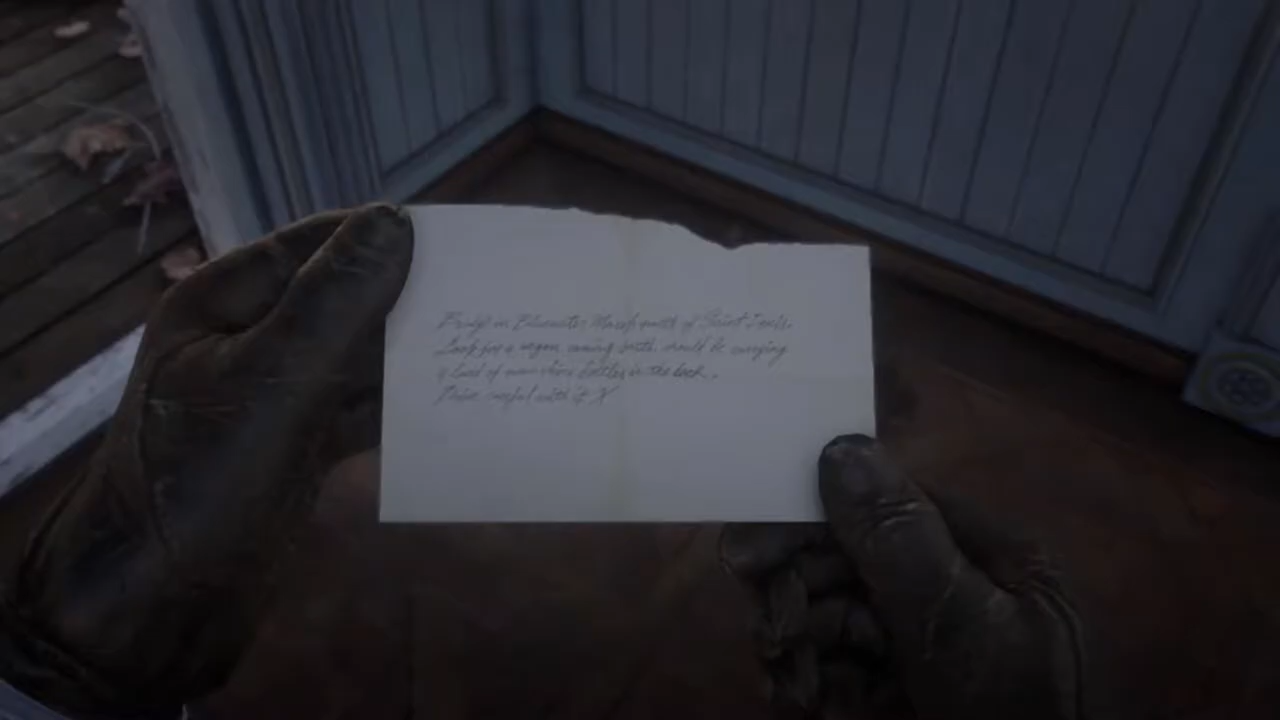 Bridge in Bluewater Marsh north of Saint Denis.
Look for a wagon coming south. should be carrying
a load of moonshine bottles in the back.
Drive careful with it X